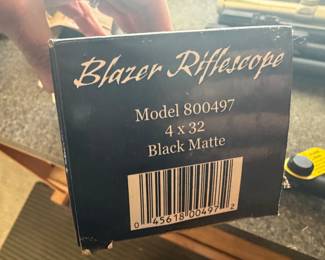 Blazer Riflescope
Model 800497
4 x 32
Black Matte
0 45618 00497 2